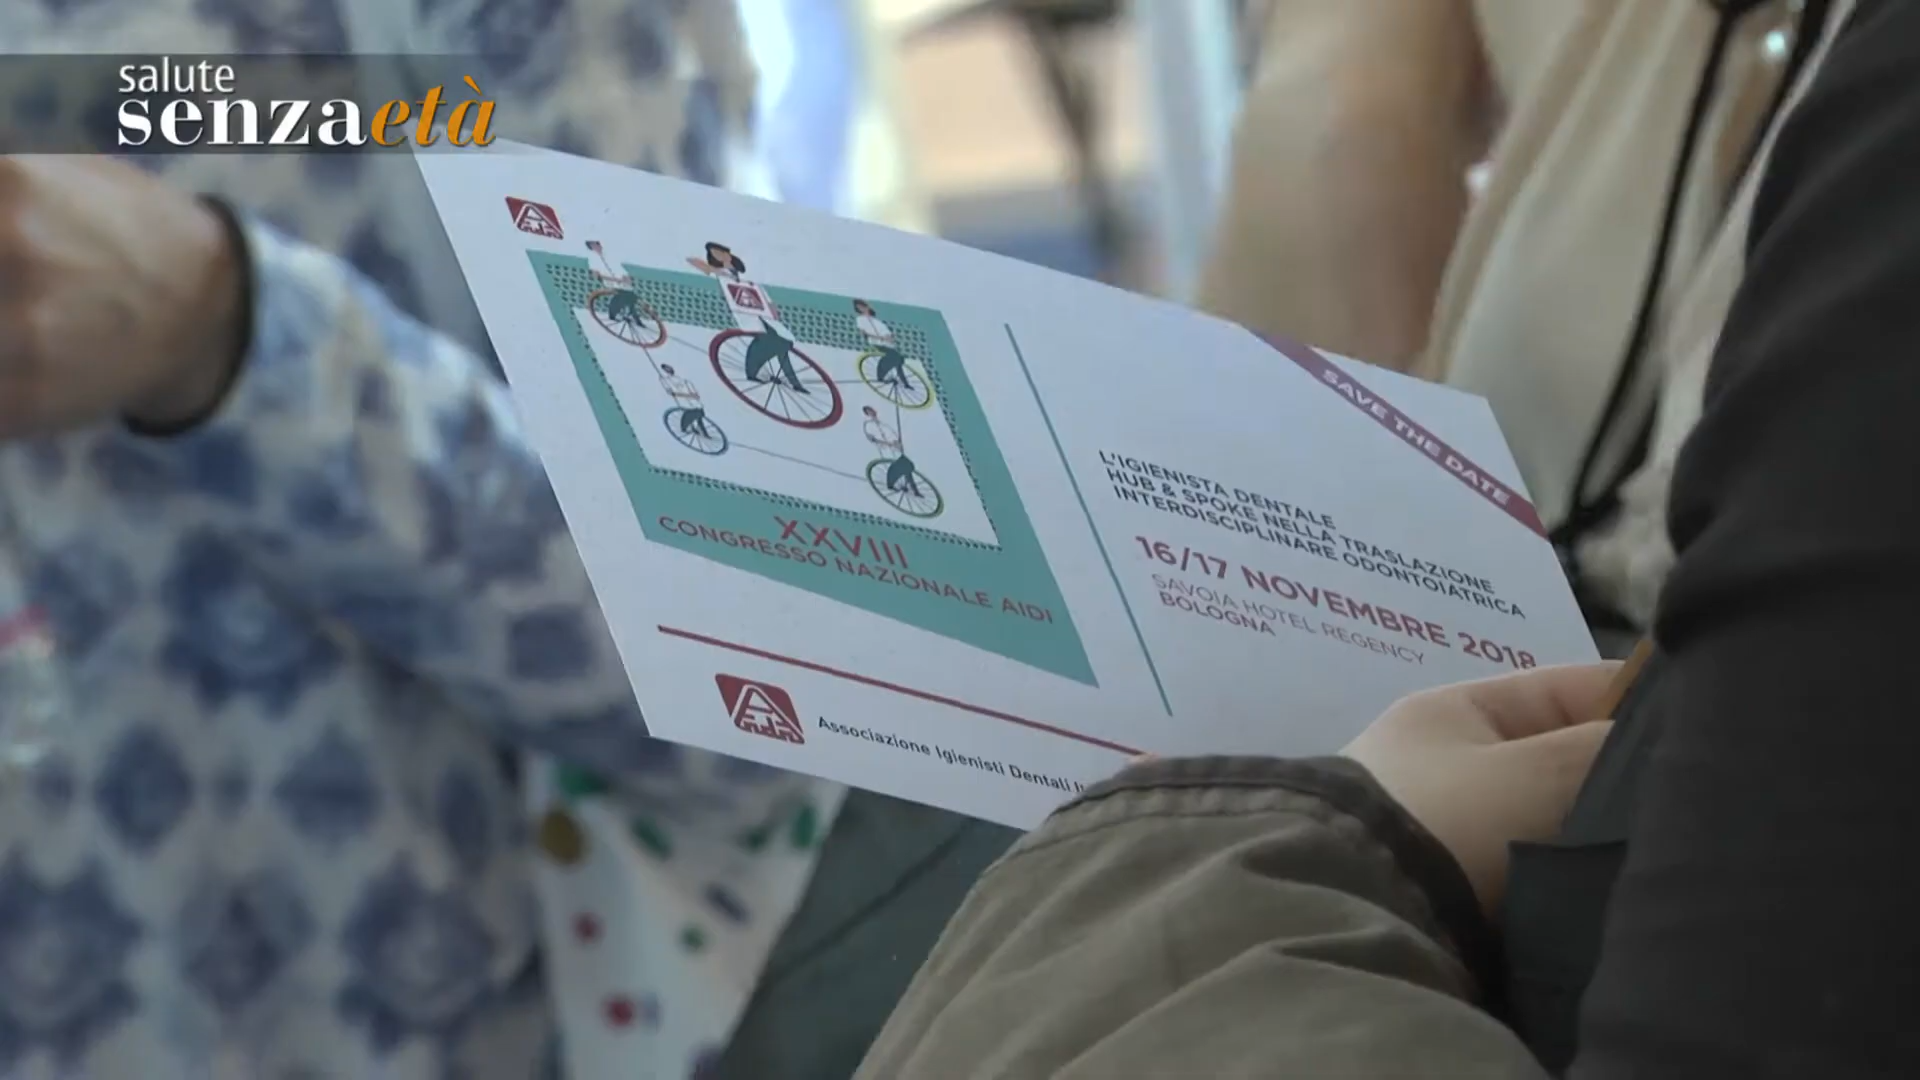 salute
senzaetà
SAVE THE DATE
XXVIII
CONGRESSO NAZIONALE AIDI
L'IGIENISTA DENTALE
HUB & SPOKE NELLA TRASLAZIONE
INTERDISCIPLINARE ODONTOIATRICA
16/17 NOVEMBRE 2018
SAVOIA HOTEL REGENCY
BOLOGNA
Associazione Igienisti Dentali